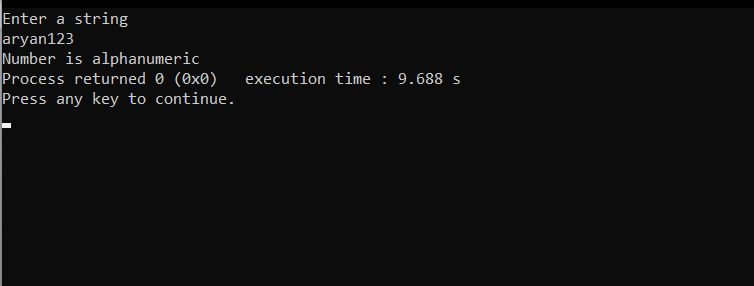 Enter a string
aryan123
Number is alphanumeric
Process returned 0 (0x0)   execution time : 9.688 s
Press any key to continue.